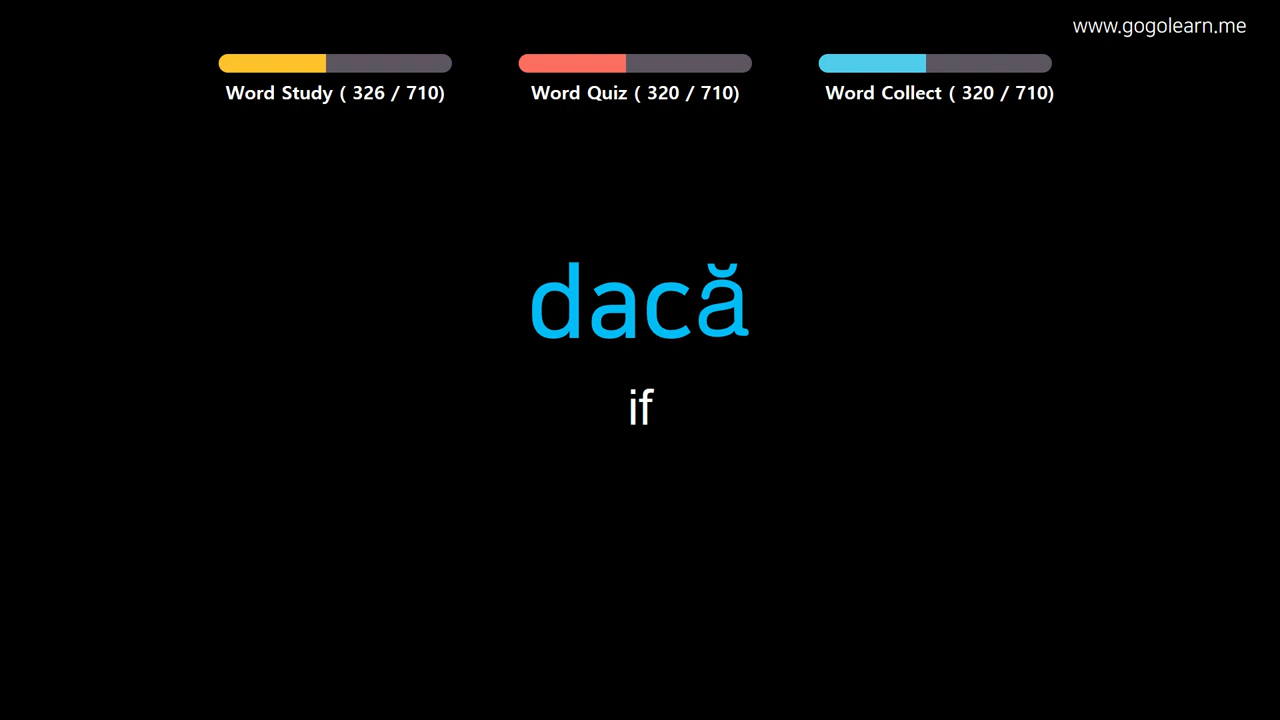 www.gogolearn.me
Word Study ( 326 / 710)
Word Quiz ( 320 / 710)
Word Collect ( 320 / 710)
dacă
if